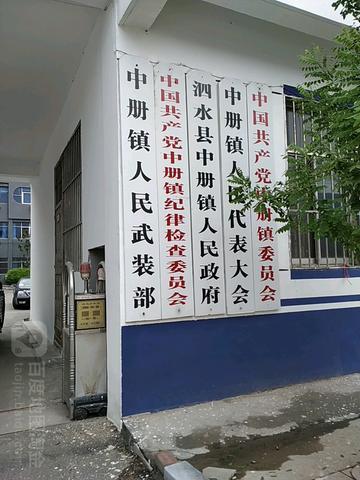 中册镇人民武装部
中国共产党中册镇纪律检查委员会
泗水县中册镇人民政府
中册镇人民代表大会
中国共产党中册镇委员会